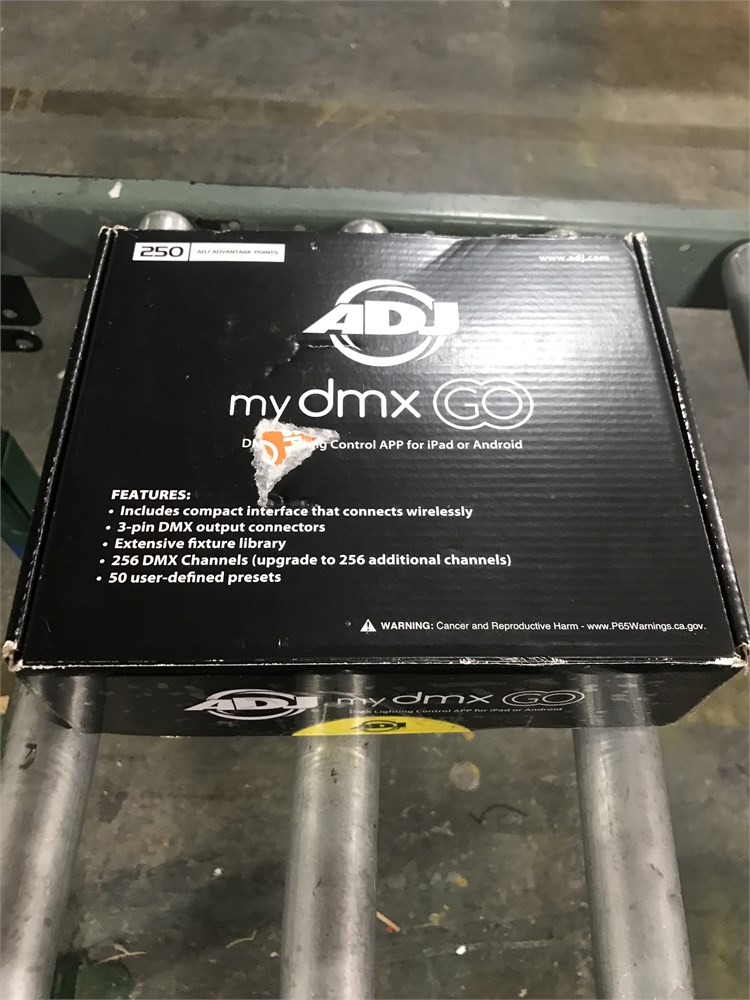 250 ADJ ADVANTAGE POINTS
www.adj.com
ADJ
my dmx GO
Control APP for iPad or Android
FEATURES:
• Includes compact interface that connects wirelessly
• 3-pin DMX output connectors
• Extensive fixture library
• 256 DMX Channels (upgrade to 256 additional channels)
• 50 user-defined presets
WARNING: Cancer and Reproductive Harm - www.P65Warnings.ca.gov.
ADJ my dmx GO
DMX Lighting Control APP for iPad or Android
ADJ